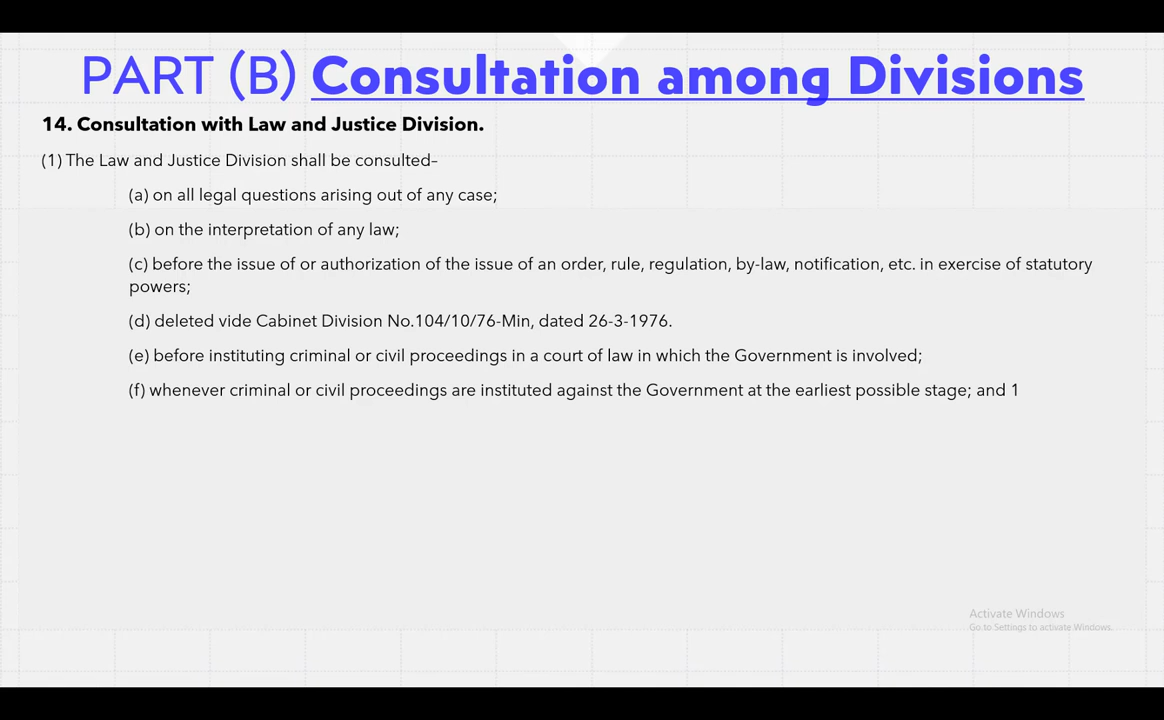 PART (B) Consultation among Divisions
14. Consultation with Law and Justice Division.
(1) The Law and Justice Division shall be consulted–
(a) on all legal questions arising out of any case;
(b) on the interpretation of any law;
(c) before the issue of or authorization of the issue of an order, rule, regulation, by-law, notification, etc. in exercise of statutory
powers;
(d) deleted vide Cabinet Division No.104/10/76-Min, dated 26-3-1976.
(e) before instituting criminal or civil proceedings in a court of law in which the Government is involved;
(f) whenever criminal or civil proceedings are instituted against the Government at the earliest possible stage; and 1
Activate Windows
Go to Settings to activate Windows.